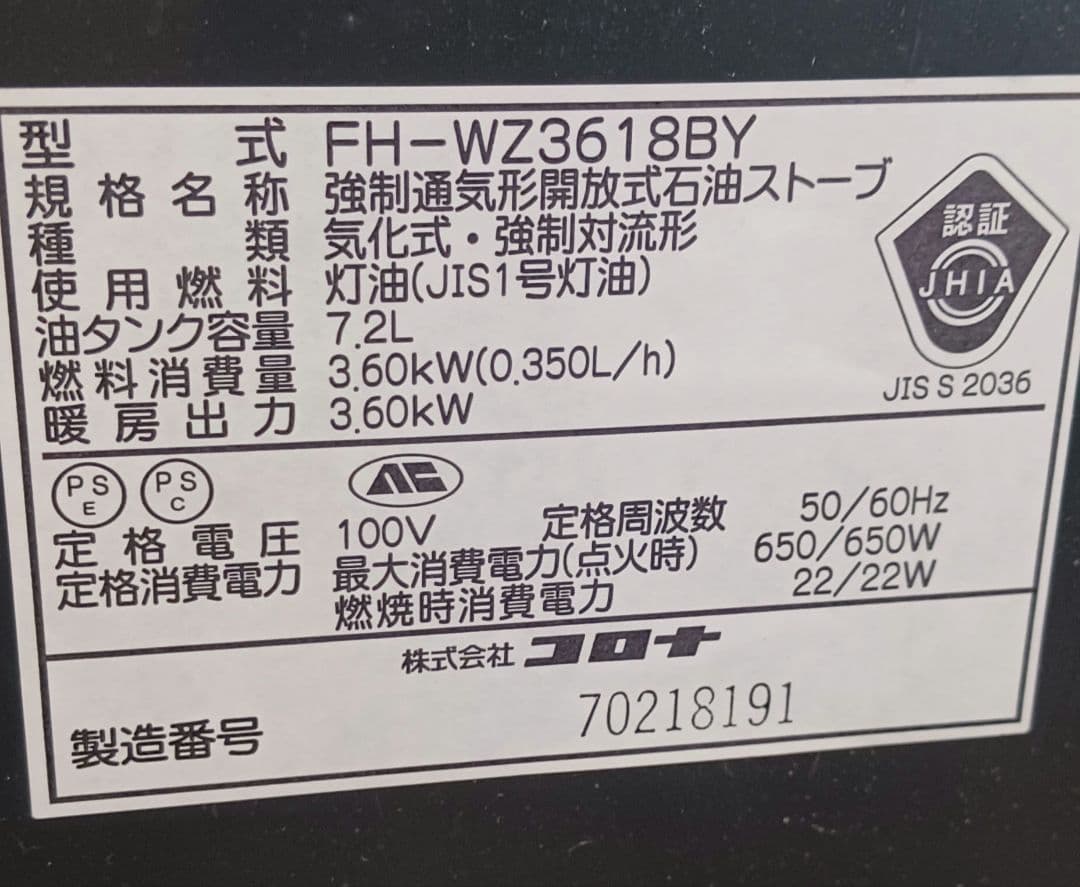 型式 FH-WZ3618BY
規格名称 強制通気形開放式石油ストーブ
種類 気化式・強制対流形
使用燃料 灯油(JIS1号灯油)
油タンク容量 7.2L
燃料消費量 3.60kW(0.350L/h)
暖房出力 3.60kW
認証
JHIA
JIS S 2036
PS E PS C
定格電圧 100V 定格周波数 50/60Hz
定格消費電力 最大消費電力(点火時) 650/650W
燃焼時消費電力 22/22W
株式会社 コロナ
製造番号 70218191